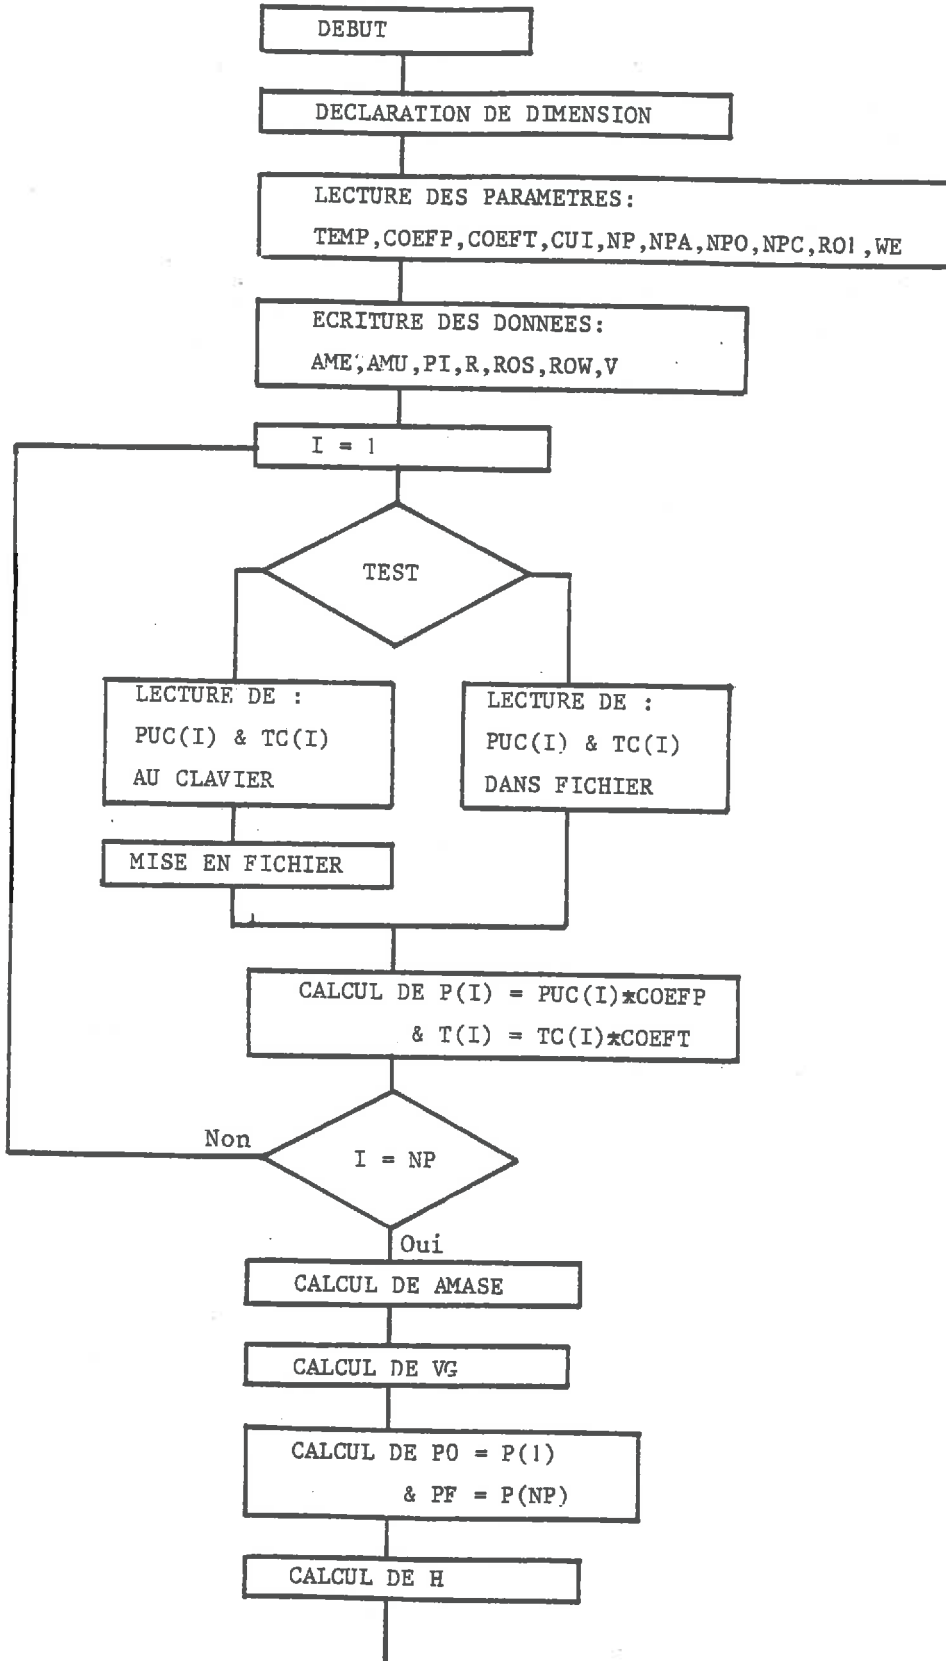 DEBUT
DECLARATION DE DIMENSION
LECTURE DES PARAMETRES:
TEMP,COEFP,COEFT,CUI,NP,NPA,NPO,NPC,ROI,WE
ECRITURE DES DONNEES:
AME,AMU,PI,R,ROS,ROW,V
I = 1
TEST
LECTURE DE :
PUC(I) & TC(I)
AU CLAVIER
LECTURE DE :
PUC(I) & TC(I)
DANS FICHIER
MISE EN FICHIER
CALCUL DE P(I) = PUC(I)*COEFP
& T(I) = TC(I)*COEFT
Non
I = NP
Oui
CALCUL DE AMASE
CALCUL DE VG
CALCUL DE PO = P(1)
& PF = P(NP)
CALCUL DE H